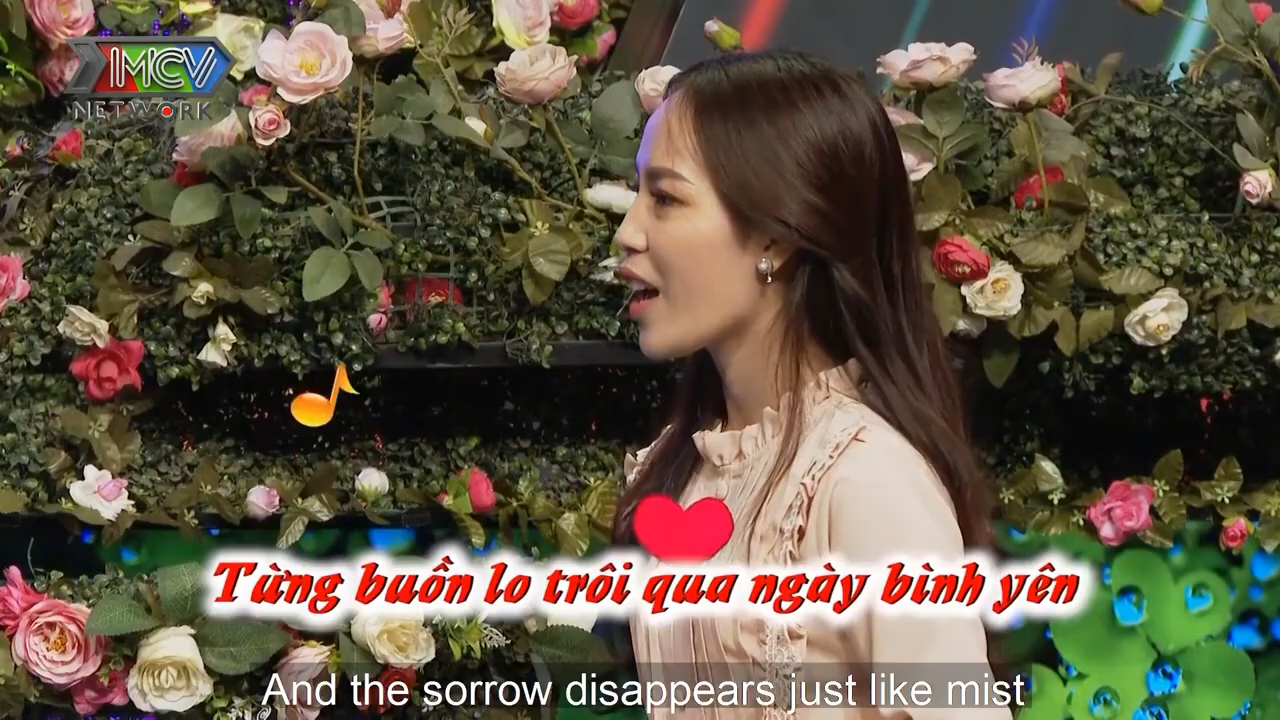 MCV
NETWORK
Từng buồn lo trôi qua ngày bình yên
And the sorrow disappears just like mist